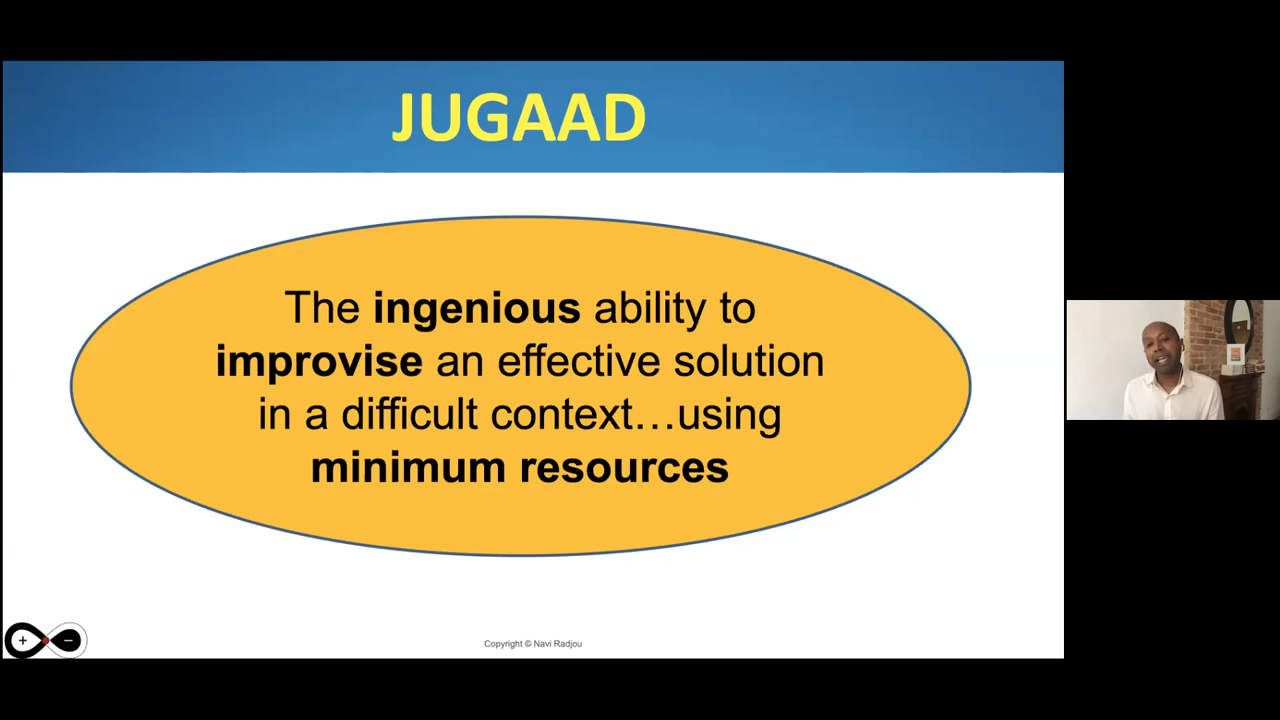 JUGAAD
The ingenious ability to
improvise an effective solution
in a difficult context…using
minimum resources
+ −
Copyright © Navi Radjou